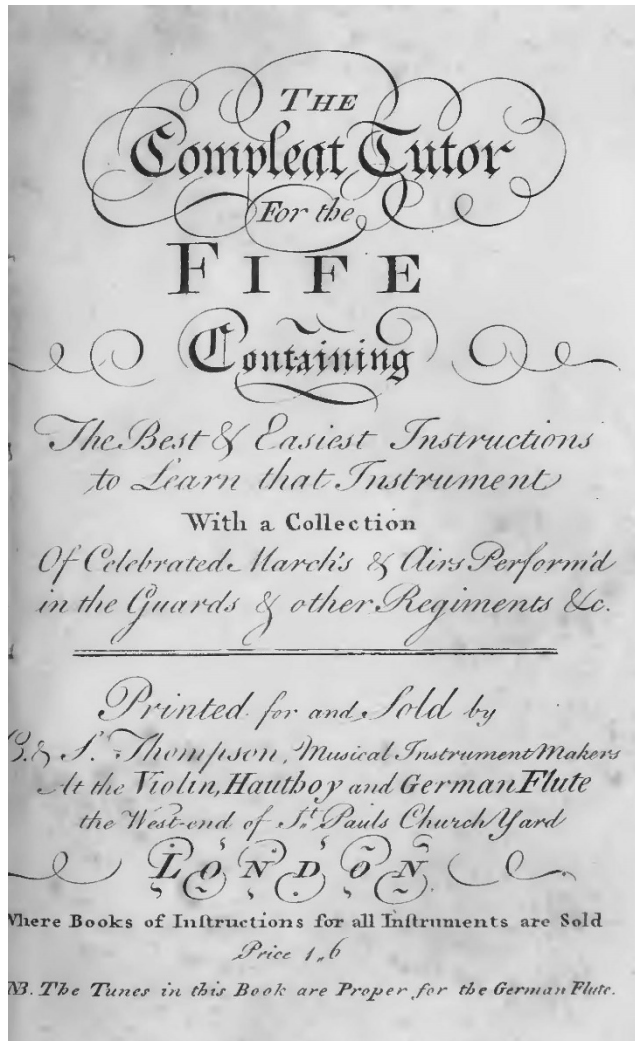 THE
Compleat Tutor
For the
FIFE
Containing
The Best & Easiest Instructions
to Learn that Instrument
With a Collection
Of Celebrated March's & Airs Perform'd
in the Guards & other Regiments &c.
Printed for and Sold by
& S. Thompson, Musical Instrument Makers
At the Violin, Hautboy and German Flute
the West-end of St. Pauls Church Yard
LONDON.
Where Books of Inſtructions for all Inſtruments are Sold
Price 1,,6
NB. The Tunes in this Book are Proper for the German Flute.